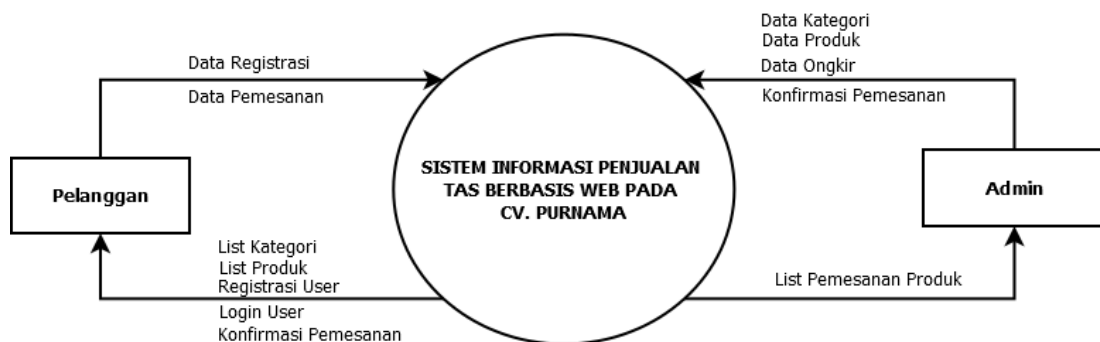 Data Registrasi
Data Pemesanan
Data Kategori
Data Produk
Data Ongkir
Konfirmasi Pemesanan
Pelanggan
SISTEM INFORMASI PENJUALAN
TAS BERBASIS WEB PADA
CV. PURNAMA
Admin
List Kategori
List Produk
Registrasi User
Login User
Konfirmasi Pemesanan
List Pemesanan Produk